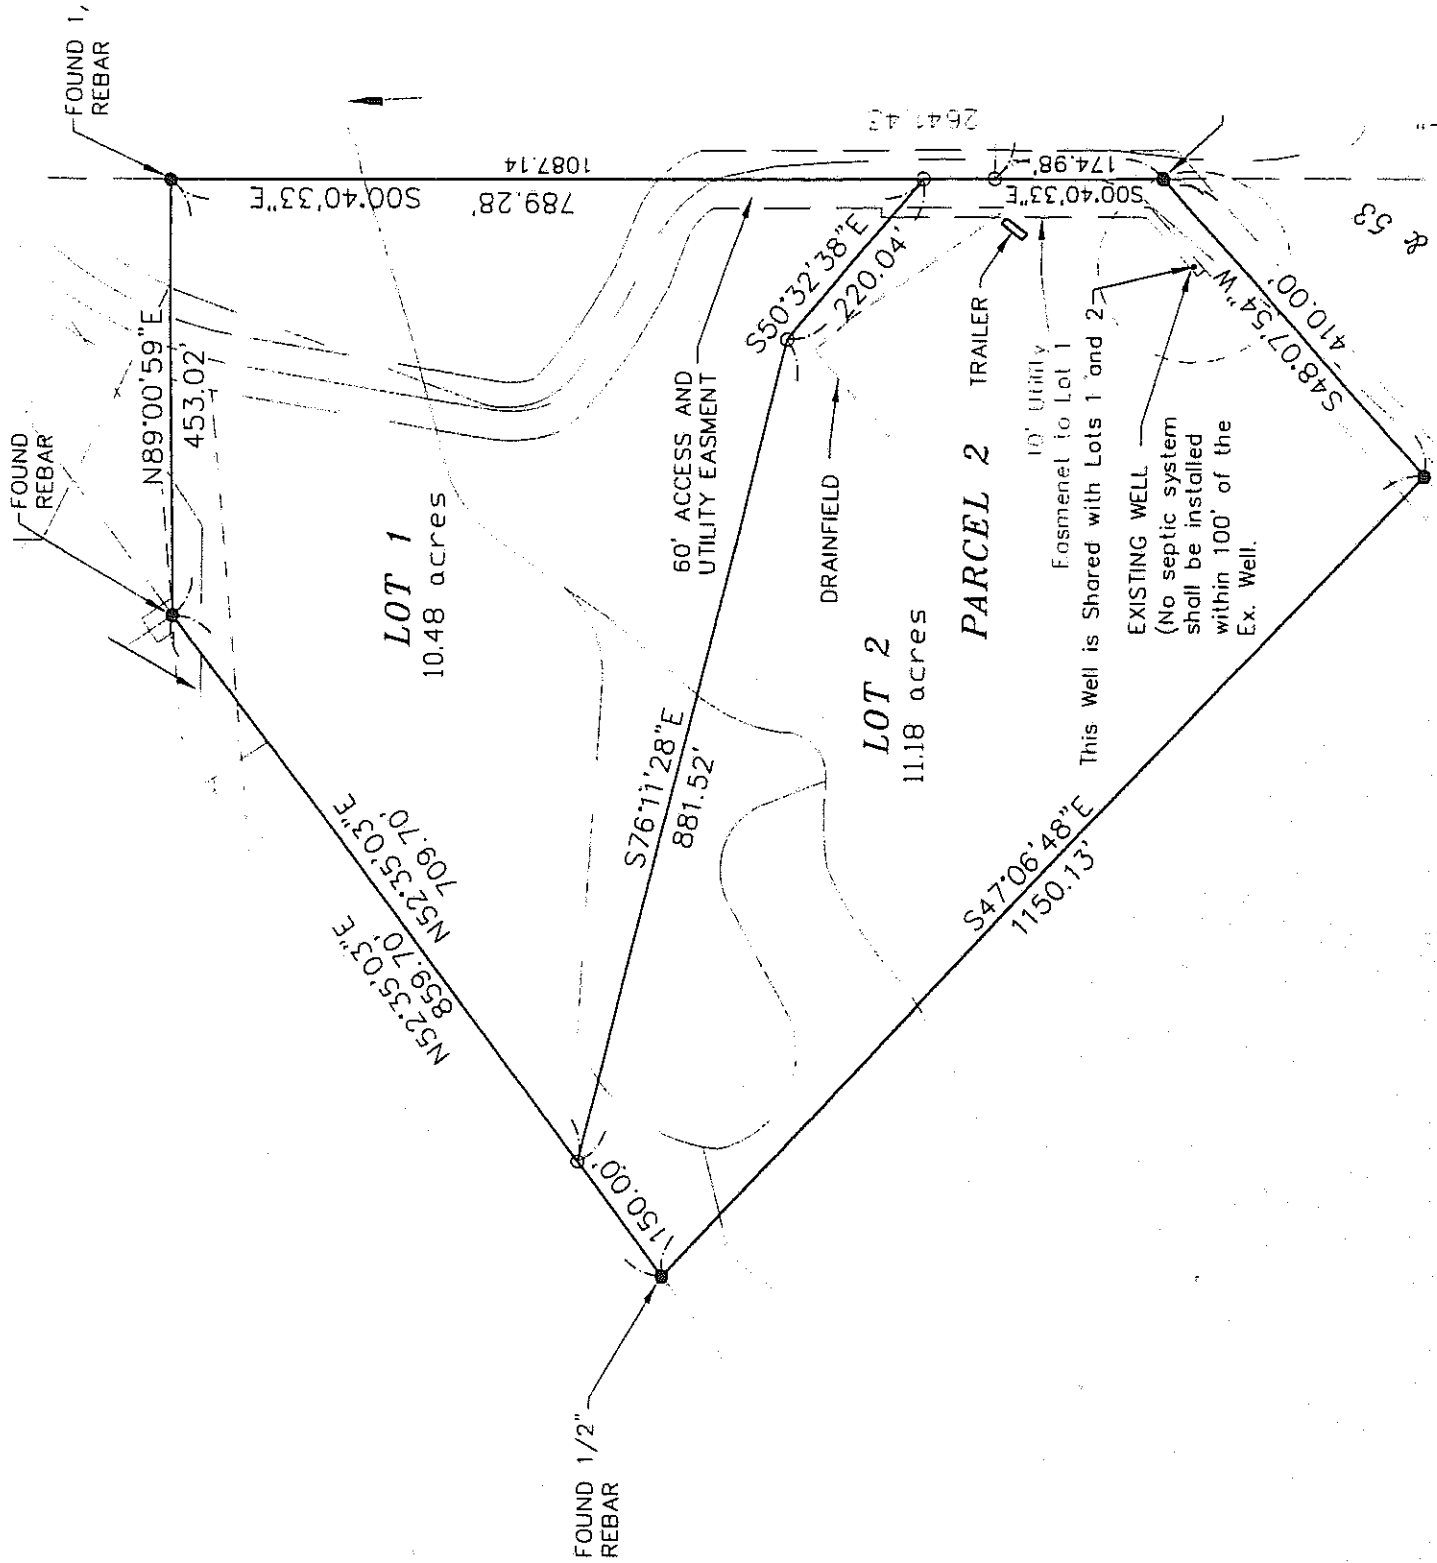 FOUND 1,
REBAR
FOUND
REBAR
N89°00'59"E
453.02'
S00°40'33"E
789.28'
1087.14
2641.43
LOT 1
10.48 acres
N52°35'03"E
709.70'
N52°35'03"E
859.70'
60' ACCESS AND
UTILITY EASMENT
S50°32'38"E
220.04'
S76°11'28"E
881.52'
DRAINFIELD
TRAILER
S00°40'33"E
174.98'
LOT 2
11.18 acres
PARCEL 2
10' Utility
Easmenel to Lot 1
This Well is Shared with Lots 1 and 2
EXISTING WELL
(No septic system
shall be installed
within 100' of the
Ex. Well.
S48°07'54"W
410.00'
& 53
S47°06'48"E
1150.13'
150.00'
FOUND 1/2"
REBAR